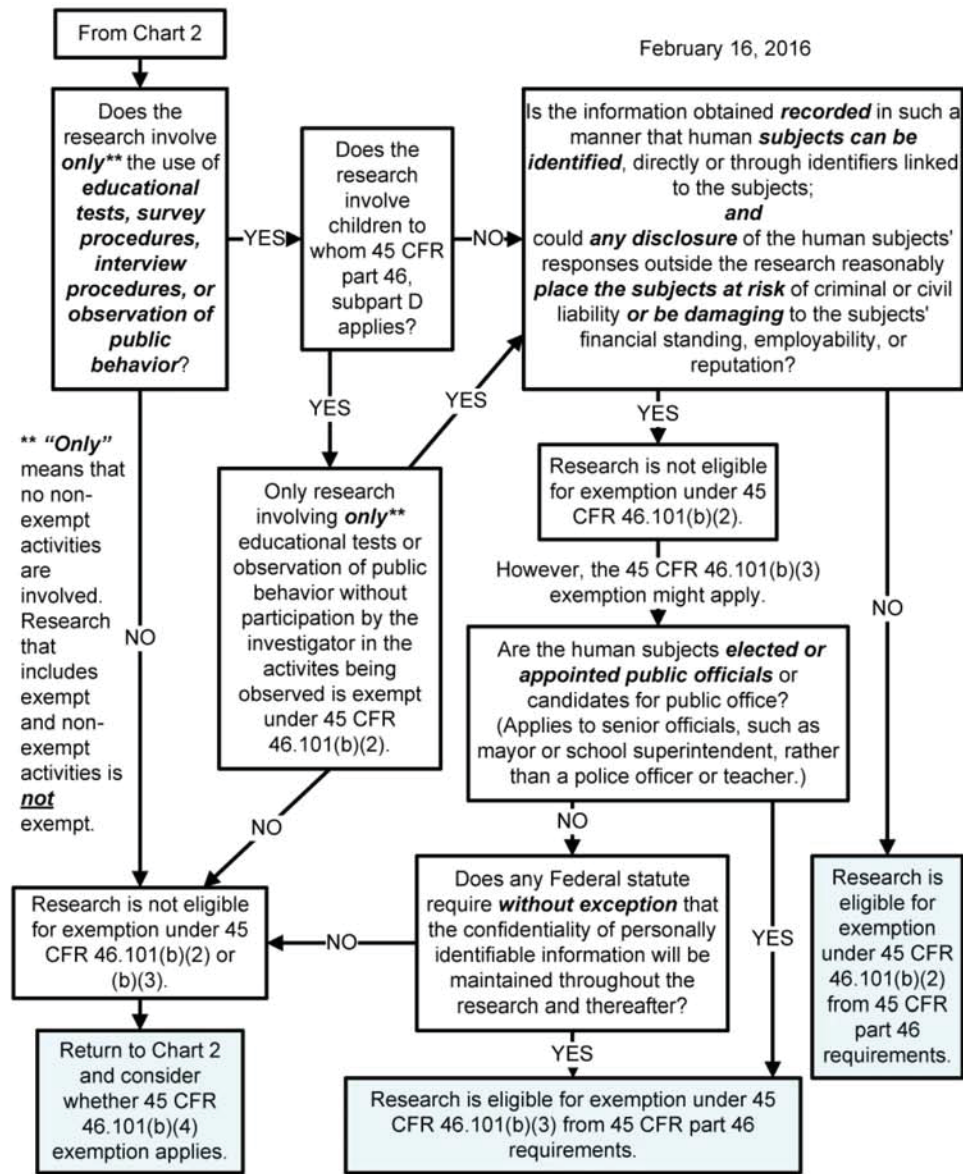 From Chart 2
February 16, 2016
Does the
research involve
only** the use of
educational
tests, survey
procedures,
interview
procedures, or
observation of
public
behavior?
YES
Does the
research
involve
children to
whom 45 CFR
part 46,
subpart D
applies?
NO
Is the information obtained recorded in such a
manner that human subjects can be
identified, directly or through identifiers linked
to the subjects;
and
could any disclosure of the human subjects'
responses outside the research reasonably
place the subjects at risk of criminal or civil
liability or be damaging to the subjects'
financial standing, employability, or
reputation?
YES
YES
YES
NO
** “Only”
means that
no non-
exempt
activities
are
involved.
Research
that
includes
exempt
and non-
exempt
activities is
not
exempt.
NO
Only research
involving only**
educational tests or
observation of public
behavior without
participation by the
investigator in the
activites being
observed is exempt
under 45 CFR
46.101(b)(2).
NO
Research is not eligible
for exemption under 45
CFR 46.101(b)(2).
However, the 45 CFR 46.101(b)(3)
exemption might apply.
Are the human subjects elected or
appointed public officials or
candidates for public office?
(Applies to senior officials, such as
mayor or school superintendent, rather
than a police officer or teacher.)
NO
YES
Does any Federal statute
require without exception that
the confidentiality of personally
identifiable information will be
maintained throughout the
research and thereafter?
NO
YES
Research is not eligible
for exemption under 45
CFR 46.101(b)(2) or
(b)(3).
Return to Chart 2
and consider
whether 45 CFR
46.101(b)(4)
exemption applies.
Research is eligible for exemption under 45
CFR 46.101(b)(3) from 45 CFR part 46
requirements.
Research is
eligible for
exemption
under 45 CFR
46.101(b)(2)
from 45 CFR
part 46
requirements.